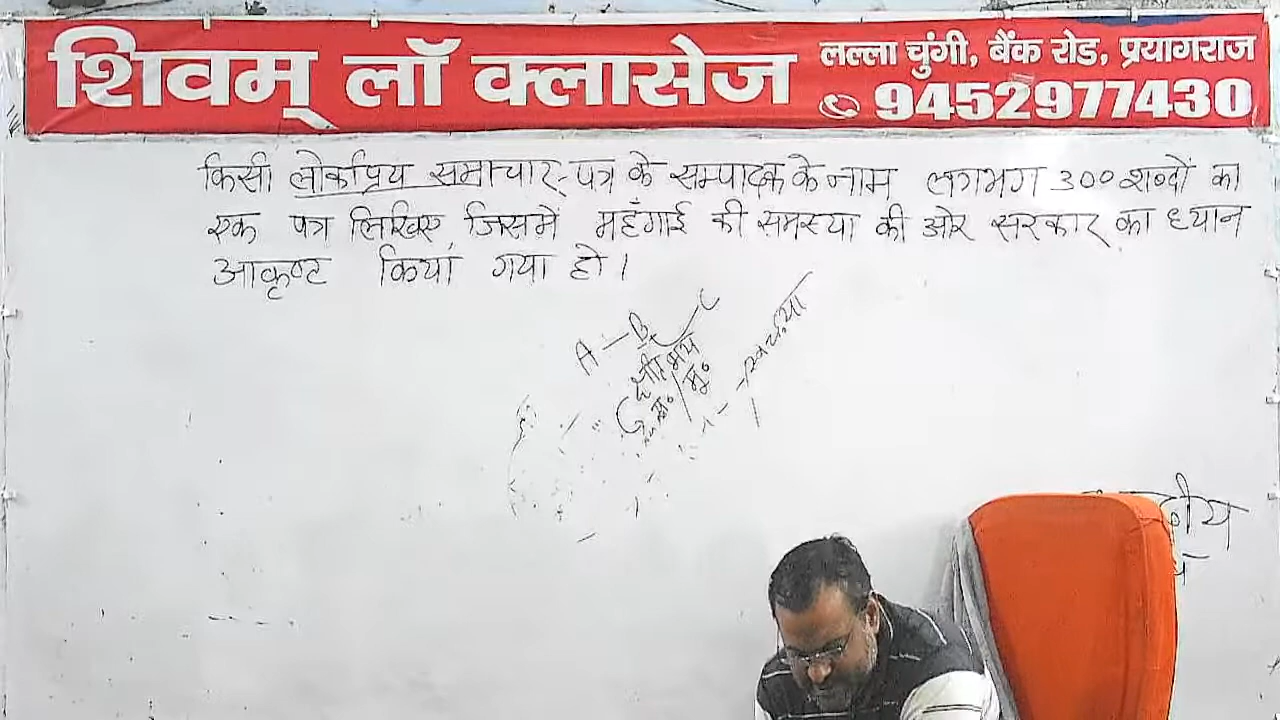 शिवम् लॉ क्लासेज
लल्ला चुंगी, बैंक रोड, प्रयागराज
9452977430
किसी लोकप्रिय समाचार-पत्र के सम्पादक के नाम लगभग 300 शब्दों का
एक पत्र लिखिए जिसमें महंगाई की समस्या की ओर सरकार का ध्यान
आकृष्ट किया गया हो।
A - B - C